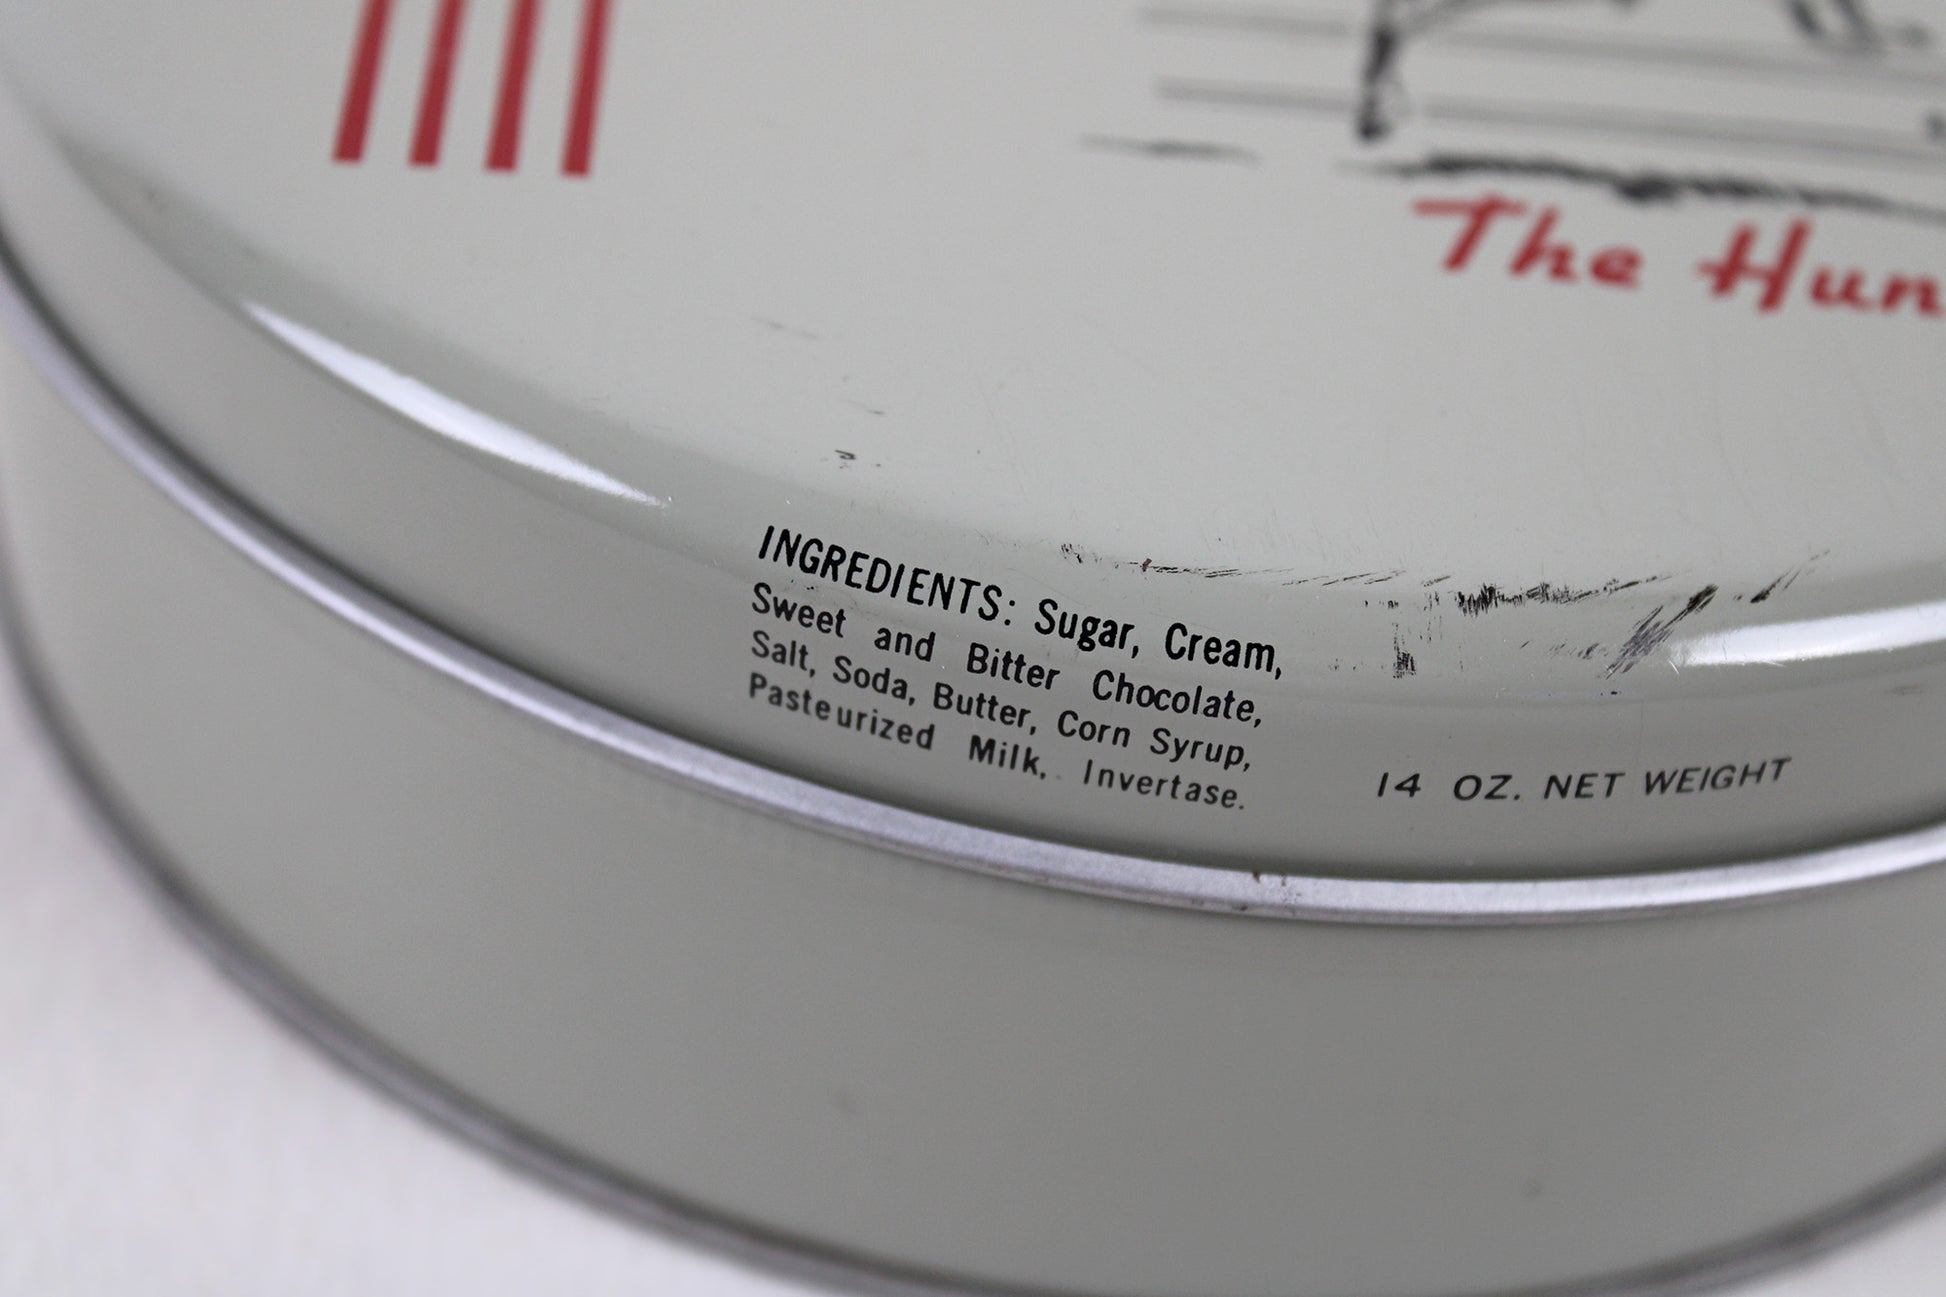 The Hun
INGREDIENTS: Sugar, Cream,
Sweet and Bitter Chocolate,
Salt, Soda, Butter, Corn Syrup,
Pasteurized Milk, Invertase.
14 OZ. NET WEIGHT